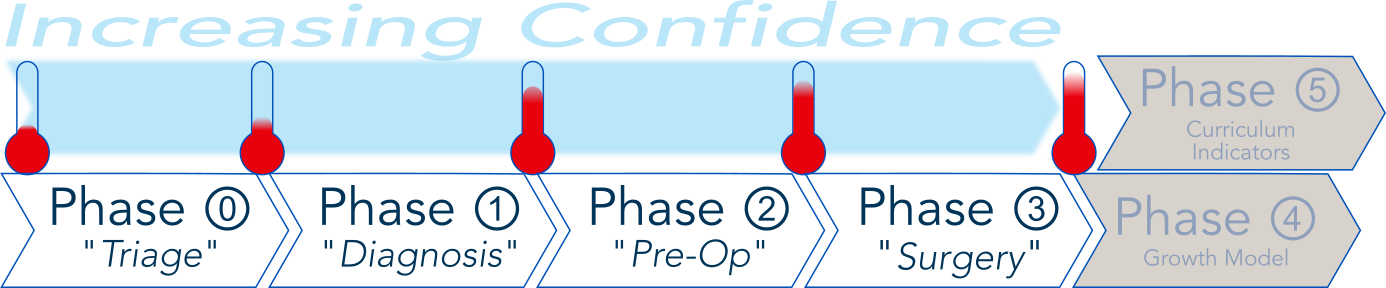 Increasing Confidence
Phase ⓪
"Triage"
Phase ①
"Diagnosis"
Phase ②
"Pre-Op"
Phase ③
"Surgery"
Phase ④
Growth Model
Phase ⑤
Curriculum
Indicators